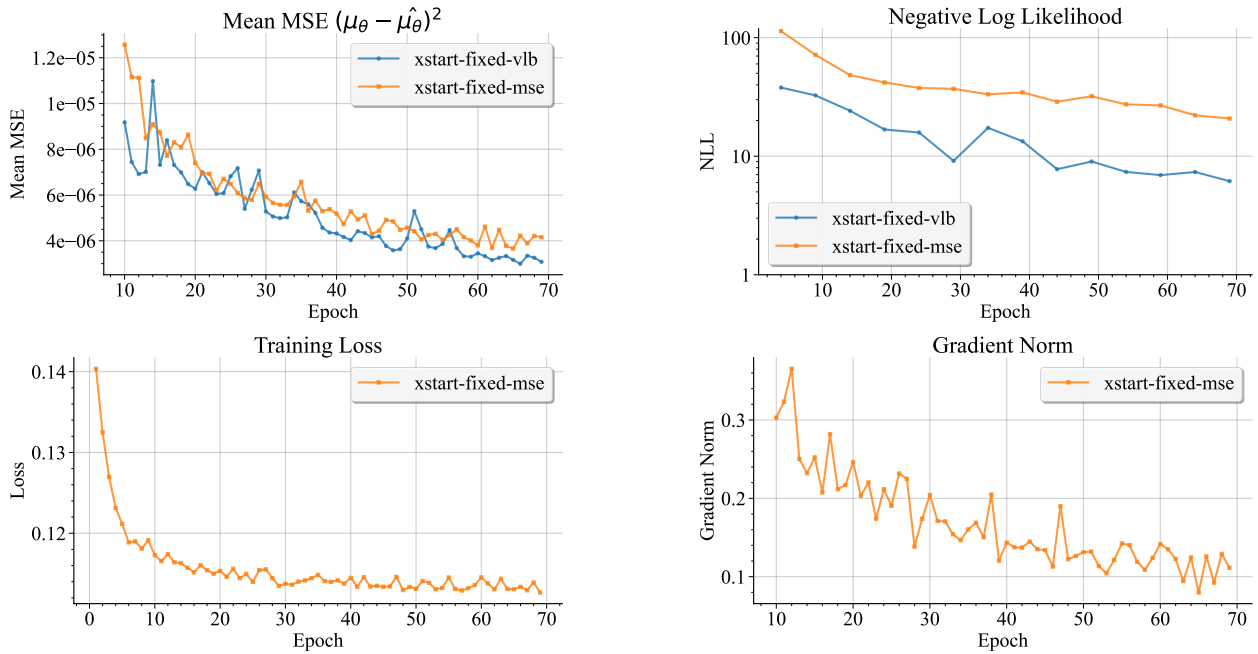 Mean MSE (μ_θ − μ̂_θ)²
xstart-fixed-vlb
xstart-fixed-mse
Mean MSE
1.2e−05
1e−05
8e−06
6e−06
4e−06
10 20 30 40 50 60 70
Epoch
Negative Log Likelihood
NLL
100
10
1
xstart-fixed-vlb
xstart-fixed-mse
10 20 30 40 50 60 70
Epoch
Training Loss
xstart-fixed-mse
Loss
0.14
0.13
0.12
0 10 20 30 40 50 60 70
Epoch
Gradient Norm
xstart-fixed-mse
Gradient Norm
0.3
0.2
0.1
10 20 30 40 50 60 70
Epoch